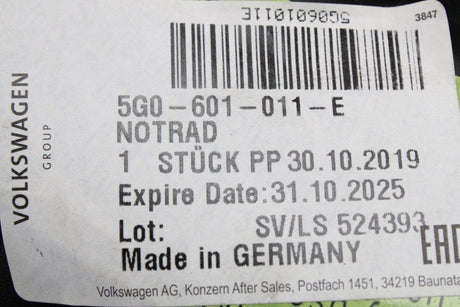 5G0601011E
3847
5G0-601-011-E
NOTRAD
1 STÜCK PP 30.10.2019
Expire Date: 31.10.2025
Lot: SV/LS 524393
Made in GERMANY
EAC
Volkswagen AG, Konzern After Sales, Postfach 1451, 34219 Baunata
VOLKSWAGEN
GROUP